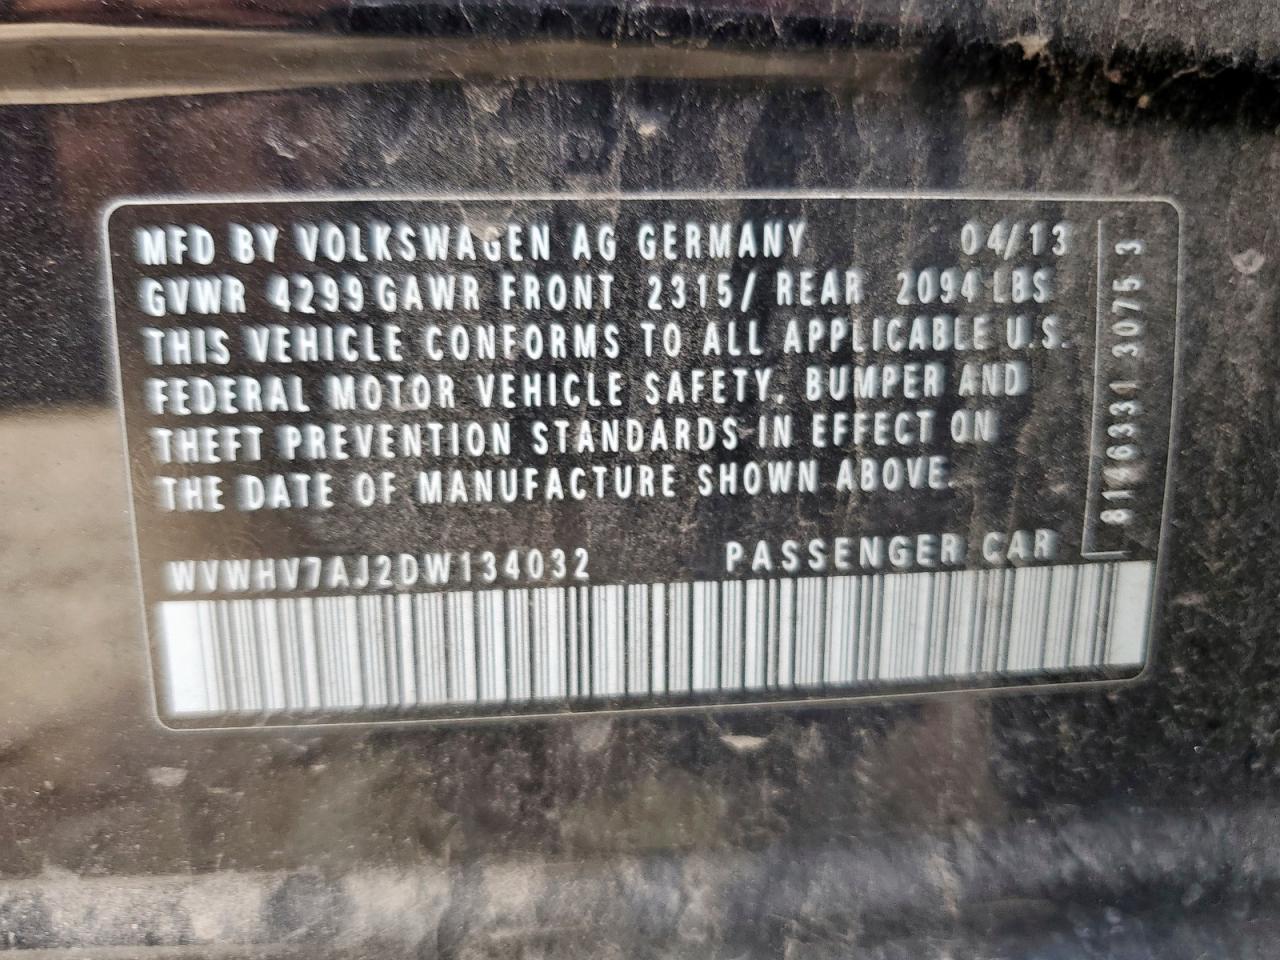 MFD BY VOLKSWAGEN AG GERMANY 04/13
GVWR 4299 GAWR FRONT 2315/ REAR 2094 LBS
THIS VEHICLE CONFORMS TO ALL APPLICABLE U.S.
FEDERAL MOTOR VEHICLE SAFETY, BUMPER AND
THEFT PREVENTION STANDARDS IN EFFECT ON
THE DATE OF MANUFACTURE SHOWN ABOVE.
WVWHV7AJ2DW134032 PASSENGER CAR